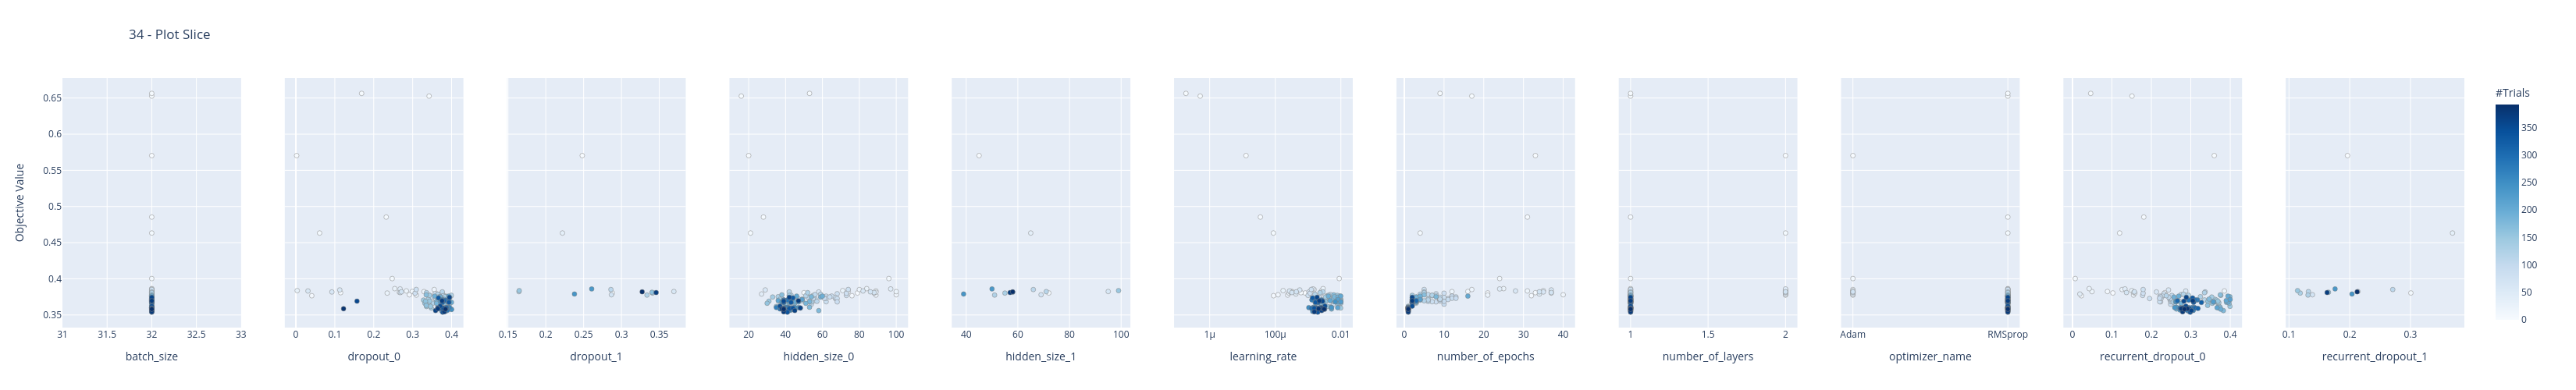 34 - Plot Slice
#Trials
Objective Value
0.65
0.6
0.55
0.5
0.45
0.4
0.35
350
300
250
200
150
100
50
0
31 31.5 32 32.5 33
0 0.1 0.2 0.3 0.4
0.15 0.2 0.25 0.3 0.35
20 40 60 80 100
40 60 80 100
1μ 100μ 0.01
0 10 20 30 40
1 1.5 2
Adam RMSprop
0 0.1 0.2 0.3 0.4
0.1 0.2 0.3
batch_size
dropout_0
dropout_1
hidden_size_0
hidden_size_1
learning_rate
number_of_epochs
number_of_layers
optimizer_name
recurrent_dropout_0
recurrent_dropout_1